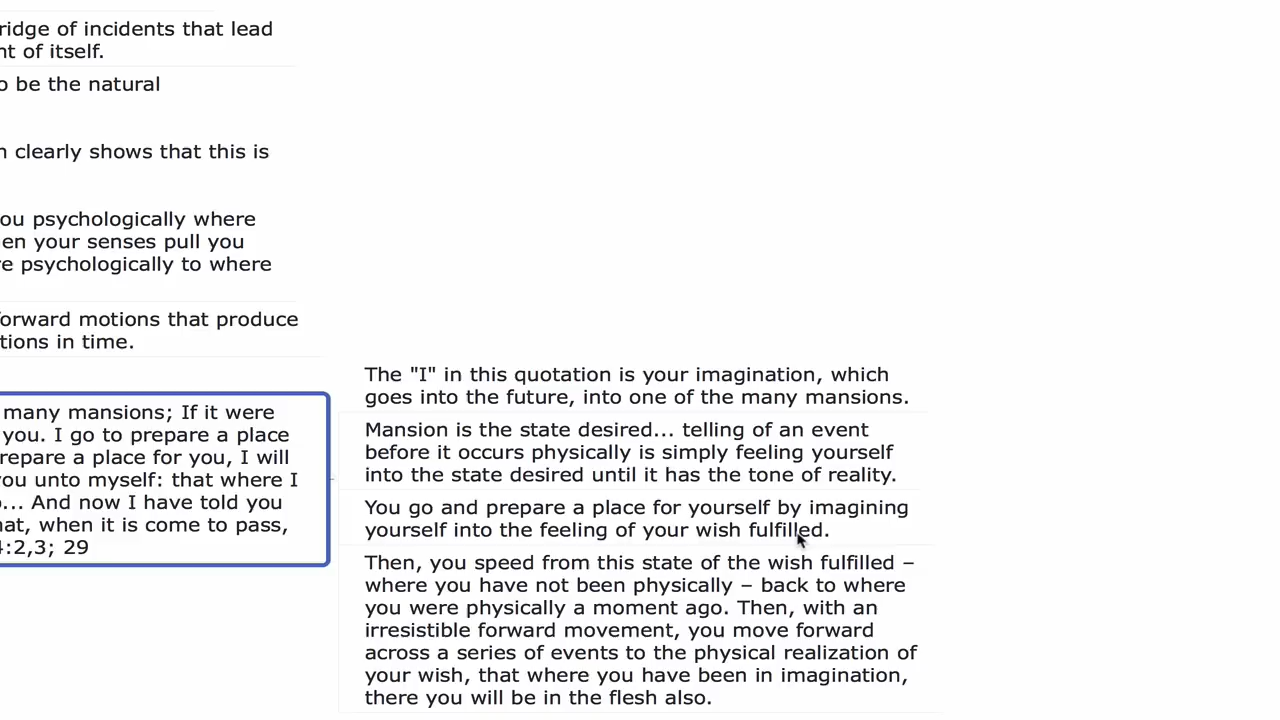 ridge of incidents that lead
nt of itself.
o be the natural
n clearly shows that this is
ou psychologically where
en your senses pull you
e psychologically to where
forward motions that produce
tions in time.
many mansions; If it were
you. I go to prepare a place
repare a place for you, I will
ou unto myself: that where I
... And now I have told you
hat, when it is come to pass,
4:2,3; 29
The "I" in this quotation is your imagination, which
goes into the future, into one of the many mansions.
Mansion is the state desired... telling of an event
before it occurs physically is simply feeling yourself
into the state desired until it has the tone of reality.
You go and prepare a place for yourself by imagining
yourself into the feeling of your wish fulfilled.
Then, you speed from this state of the wish fulfilled –
where you have not been physically – back to where
you were physically a moment ago. Then, with an
irresistible forward movement, you move forward
across a series of events to the physical realization of
your wish, that where you have been in imagination,
there you will be in the flesh also.